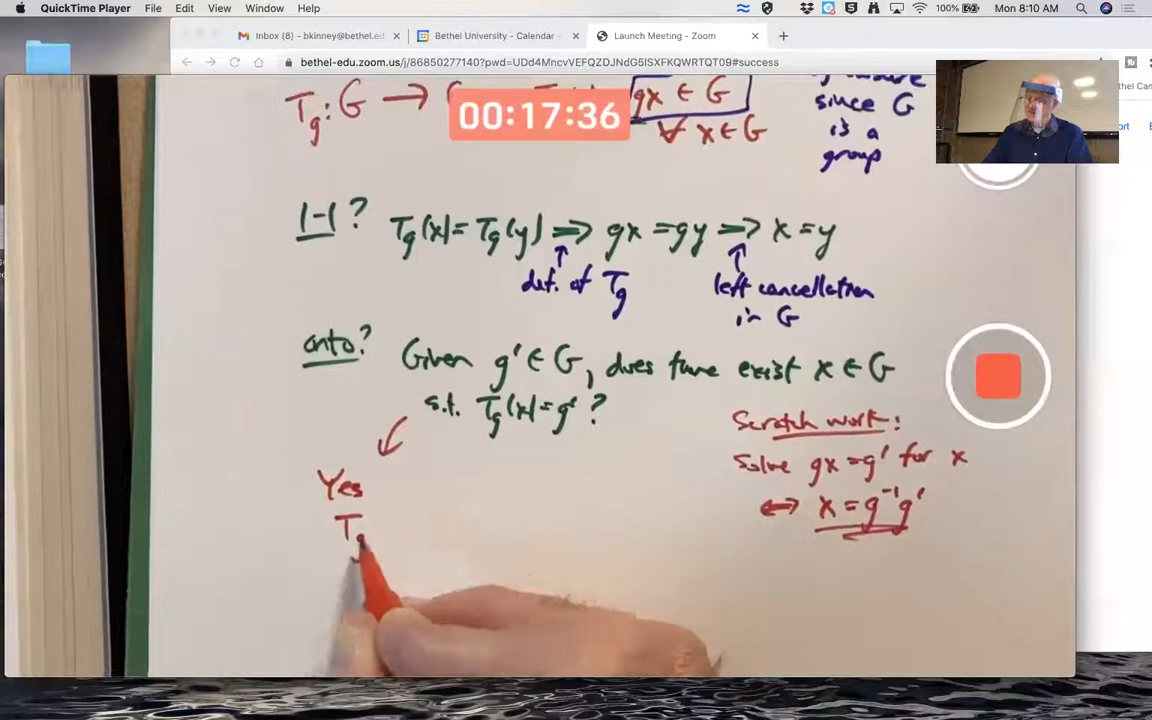 QuickTime Player File Edit View Window Help 100% Mon 8:10 AM
Inbox (8) - bkinney@bethel.ed × Bethel University - Calendar - × Launch Meeting - Zoom × +
bethel-edu.zoom.us/j/86850277140?pwd=UDd4MncvVEFQZDJNdG5lSXFKQWRTQT09#success
Bethel Can
T_g : G → gx ∈ G
00:17:36
∀ x ∈ G
since G
is a
group
1-1? T_g(x) = T_g(y) ⟹ gx = gy ⟹ x = y
def. of T_g
left cancellation
in G
onto? Given g' ∈ G, does there exist x ∈ G
s.t. T_g(x) = g' ?
Scratch work:
Solve gx = g' for x
↔ x = g⁻¹g'
Yes
T_g